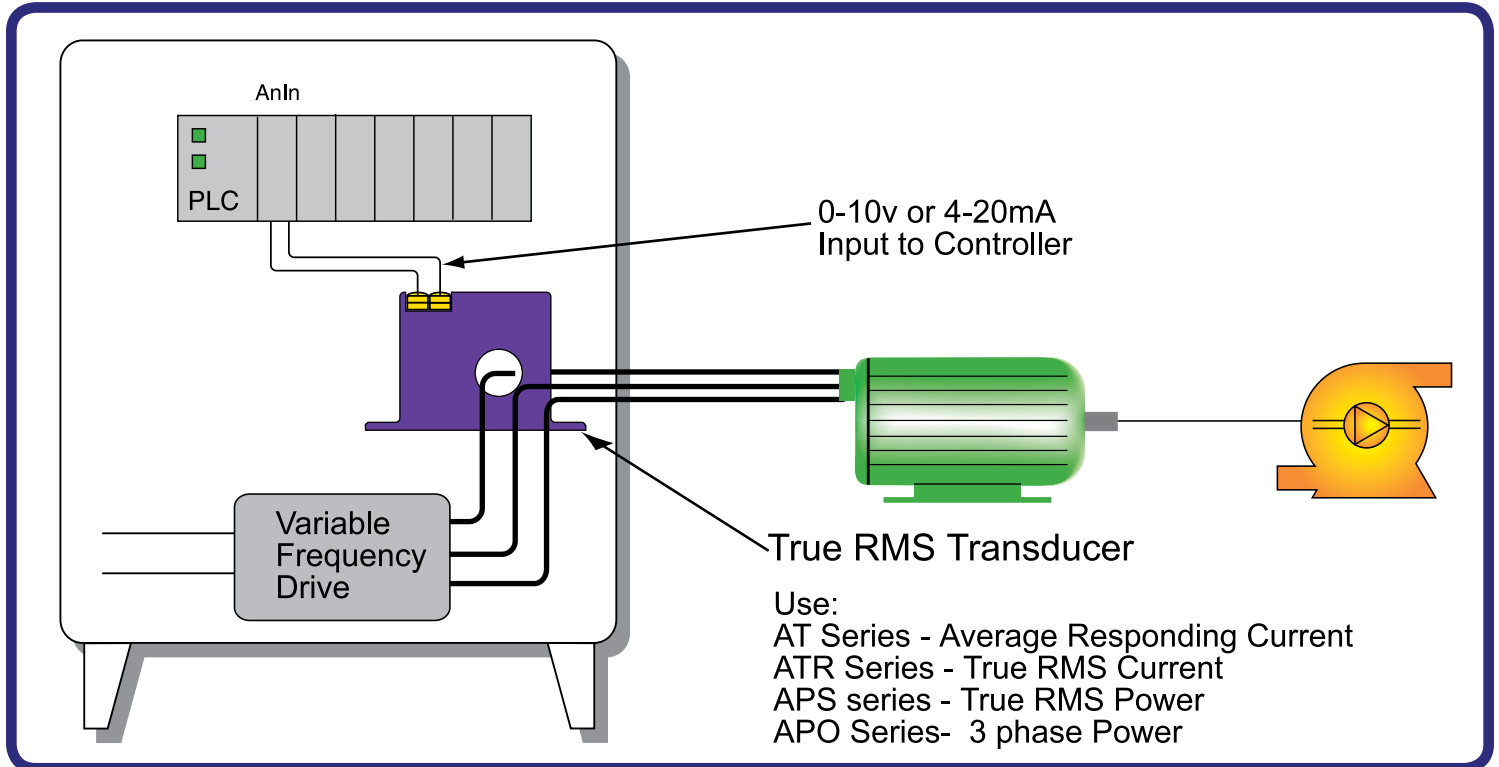 AnIn
PLC
0-10v or 4-20mA
Input to Controller
Variable
Frequency
Drive
True RMS Transducer
Use:
AT Series - Average Responding Current
ATR Series - True RMS Current
APS series - True RMS Power
APO Series-  3 phase Power